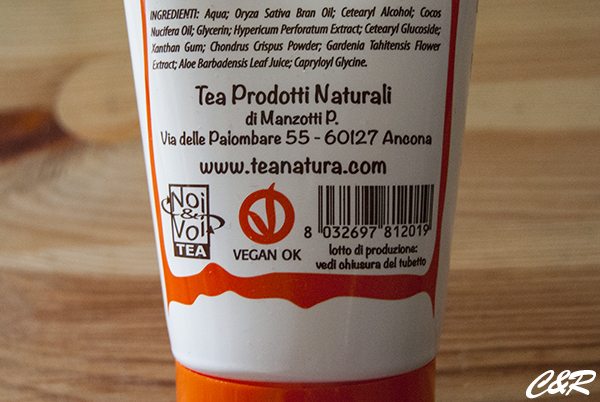 INGREDIENTI: Aqua; Oryza Sativa Bran Oil; Cetearyl Alcohol; Cocos
Nucifera Oil; Glycerin; Hypericum Perforatum Extract; Cetearyl Glucoside;
Xanthan Gum; Chondrus Crispus Powder; Gardenia Tahitensis Flower
Extract; Aloe Barbadensis Leaf Juice; Capryloyl Glycine.
Tea Prodotti Naturali
di Manzotti P.
Via delle Palombare 55 - 60127 Ancona
www.teanatura.com
Noi
&
Voi
TEA
VEGAN OK
8 032697 812019
lotto di produzione:
vedi chiusura del tubetto
C&R